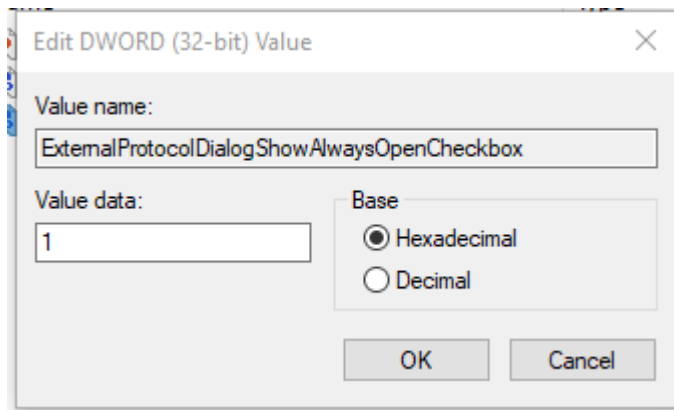 Edit DWORD (32-bit) Value
Value name:
ExternalProtocolDialogShowAlwaysOpenCheckbox
Value data:
Base
1
Hexadecimal
Decimal
OK
Cancel